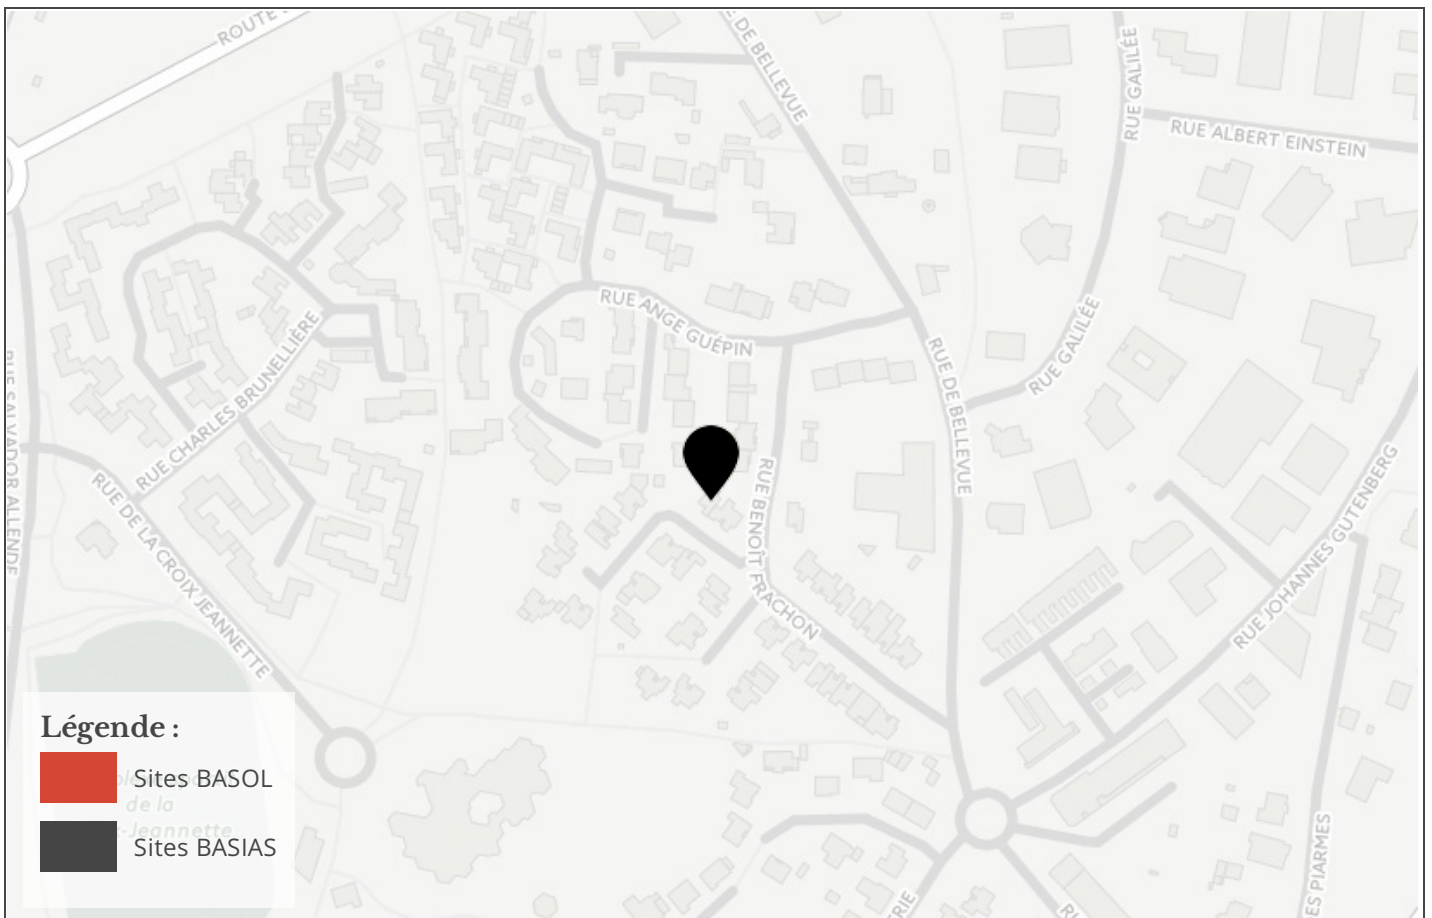 ROUTE
DE BELLEVUE
RUE GALILÉE
RUE ALBERT EINSTEIN
RUE ANGE GUÉPIN
RUE CHARLES BRUNELLIÈRE
RUE DE BELLEVUE
RUE GALILÉE
RUE SALVADOR ALLENDE
RUE DE LA CROIX JEANNETTE
RUE BENOÎT FRACHON
RUE JOHANNES GUTENBERG
Légende :
Sites BASOL
de la
-Jeannette
Sites BASIAS
ES PIARMES
RIE